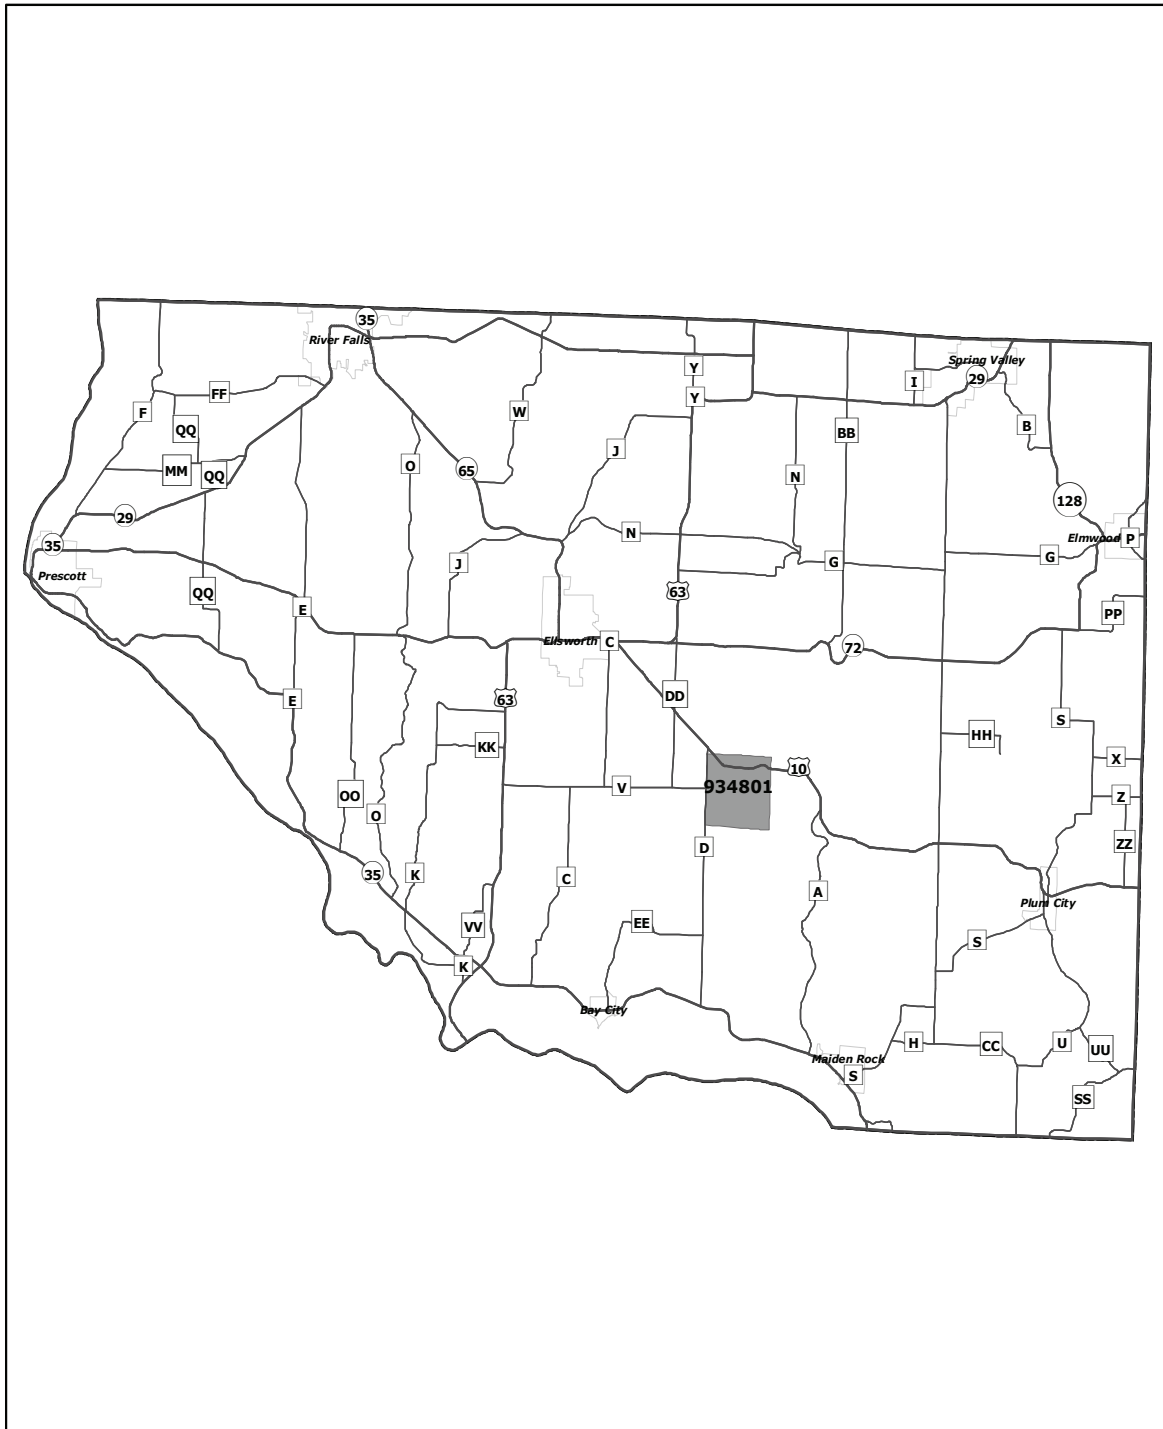 35
River Falls
Spring Valley
Y
29
I
FF
Y
F
W
B
QQ
BB
J
O
65
MM
QQ
N
128
29
N
Elmwood
P
35
G
J
G
Prescott
63
QQ
E
PP
Ellsworth
C
72
DD
63
E
S
HH
KK
X
10
934801
V
OO
Z
O
ZZ
D
35
K
C
A
Plum City
EE
VV
S
K
Bay City
H
CC
U
UU
Maiden Rock
S
SS